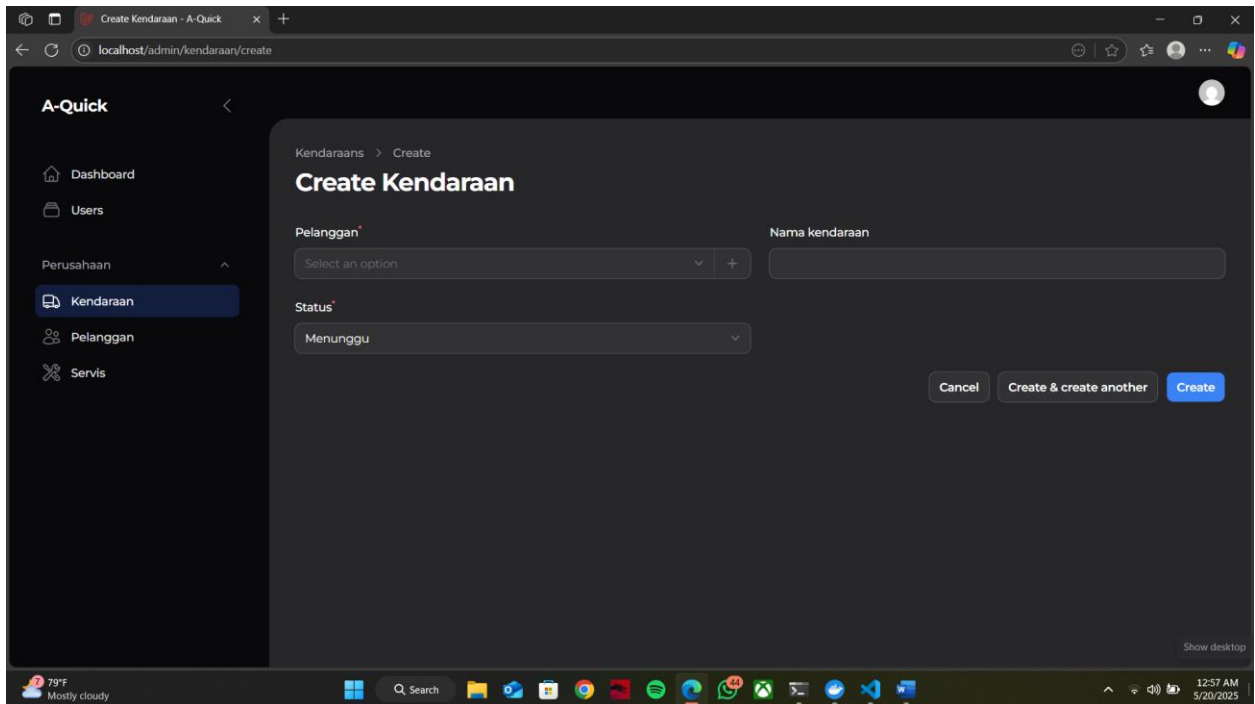 Create Kendaraan - A-Quick
localhost/admin/kendaraan/create
A-Quick
Dashboard
Users
Perusahaan
Kendaraan
Pelanggan
Servis
Kendaraans > Create
Create Kendaraan
Pelanggan* Nama kendaraan
Select an option
Status*
Menunggu
Cancel Create & create another Create
Show desktop
7 79°F
Mostly cloudy
Search
44
12:57 AM
5/20/2025